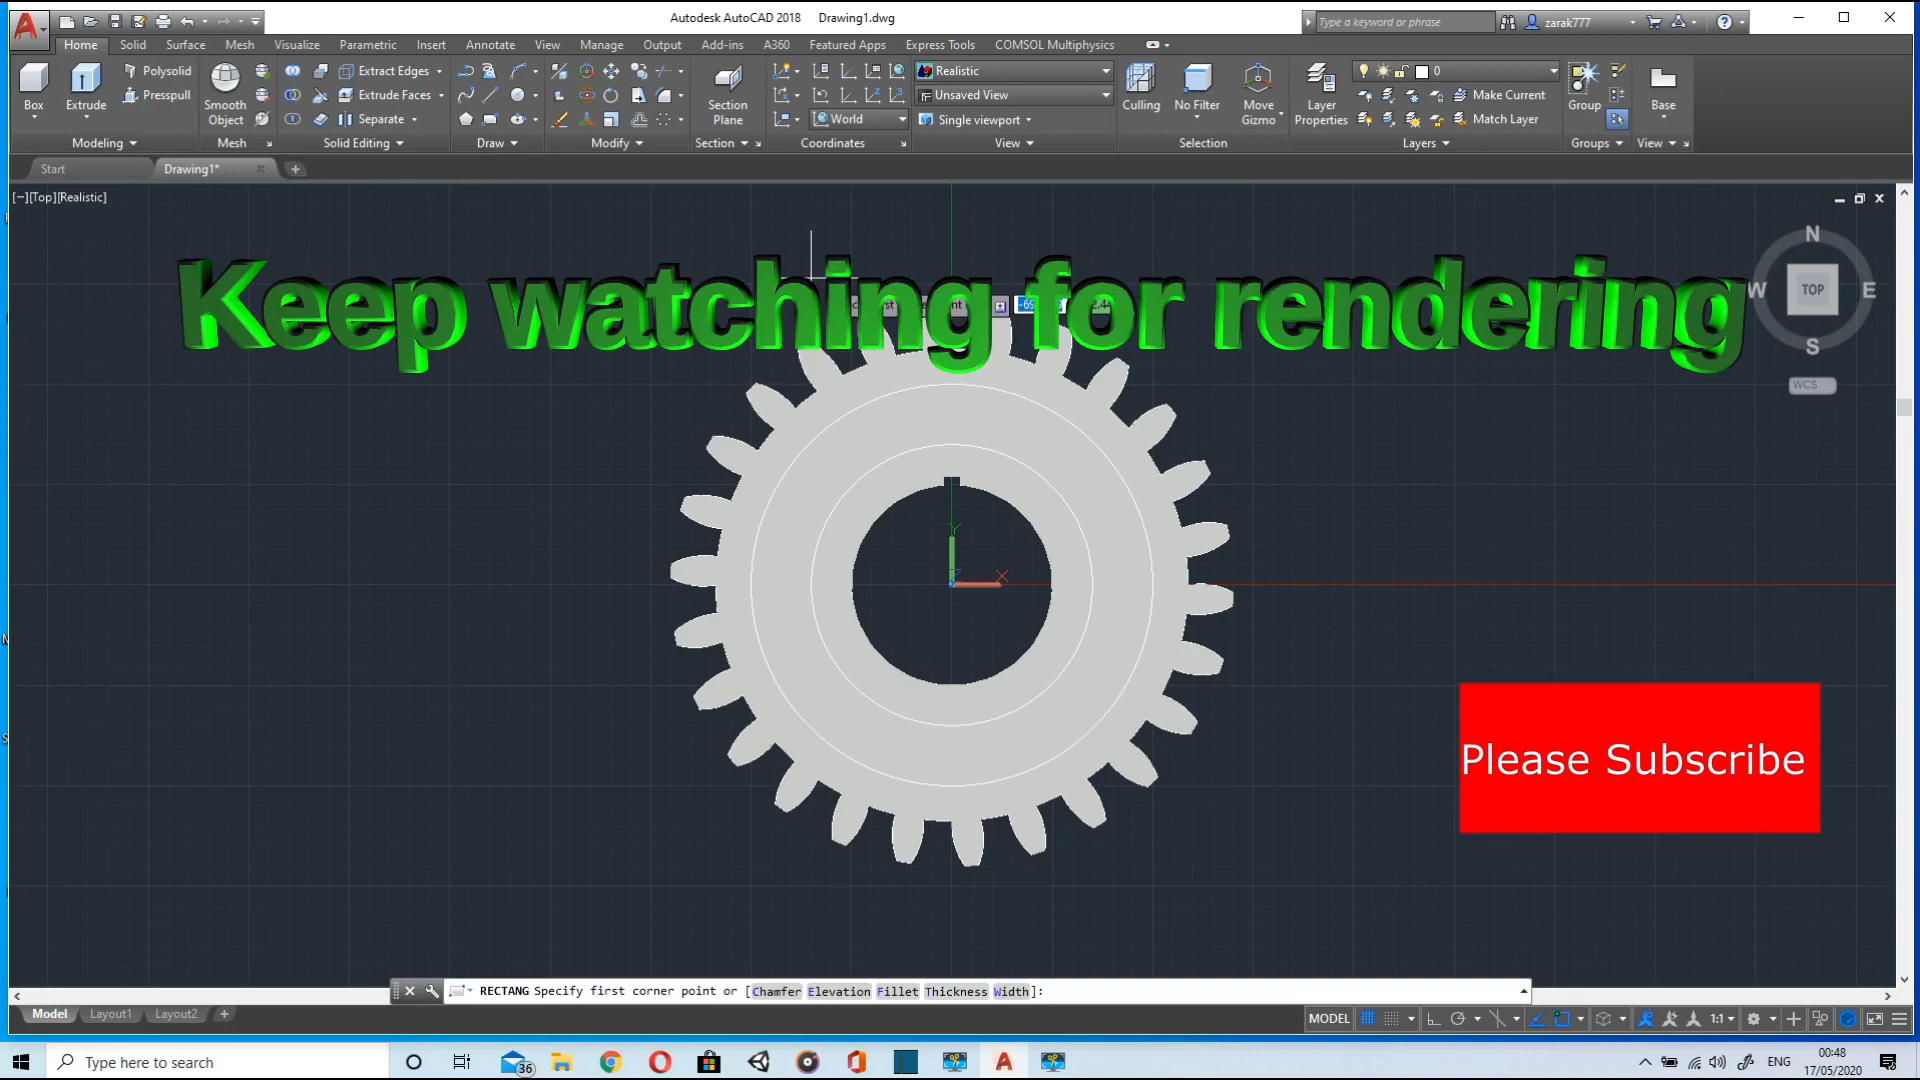 Autodesk AutoCAD 2018 Drawing1.dwg
Type a keyword or phrase
zarak777
Home Solid Surface Mesh Visualize Parametric Insert Annotate View Manage Output Add-ins A360 Featured Apps Express Tools COMSOL Multiphysics
Polysolid
Presspull
Box
Extrude
Smooth Object
Extract Edges
Extrude Faces
Separate
Section Plane
World
Realistic
Unsaved View
Single viewport
Culling
No Filter
Move Gizmo
Layer Properties
0
Make Current
Match Layer
Group
Base
Modeling Mesh Solid Editing Draw Modify Section Coordinates View Selection Layers Groups View
Start Drawing1*
[−][Top][Realistic]
N
W TOP E
S
WCS
Keep watching for rendering
Y
X
Please Subscribe
RECTANG Specify first corner point or [Chamfer Elevation Fillet Thickness Width]:
Model Layout1 Layout2
MODEL 1:1
Type here to search
36
ENG
00:48
17/05/2020